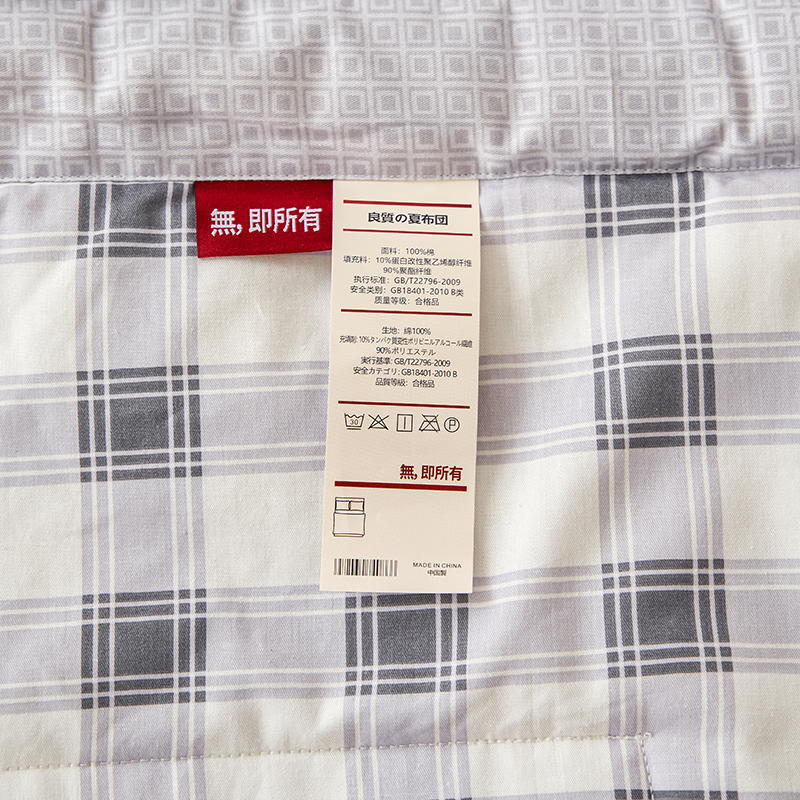 無, 即所有
良質の夏布団
面料：100%棉
填充料：10%蛋白改性聚乙烯醇纤维
90%聚酯纤维
执行标准：GB/T22796-2009
安全类别：GB18401-2010 B类
质量等级：合格品
生地：綿100%
充填剤: 10%タンパク質変性ポリビニルアルコール繊維
90%ポリエステル
実行基準: GB/T22796-2009
安全カテゴリ: GB18401-2010 B
品質等級：合格品
30
P
無, 即所有
MADE IN CHINA
中国製